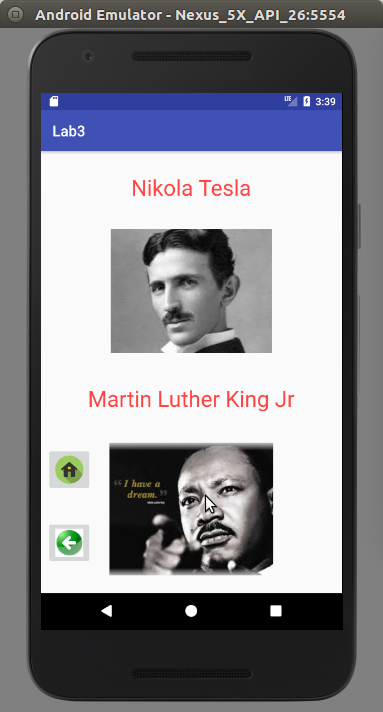 Android Emulator - Nexus_5X_API_26:5554
LTE 3:39
Lab3
Nikola Tesla
Martin Luther King Jr
"I have a
dream."